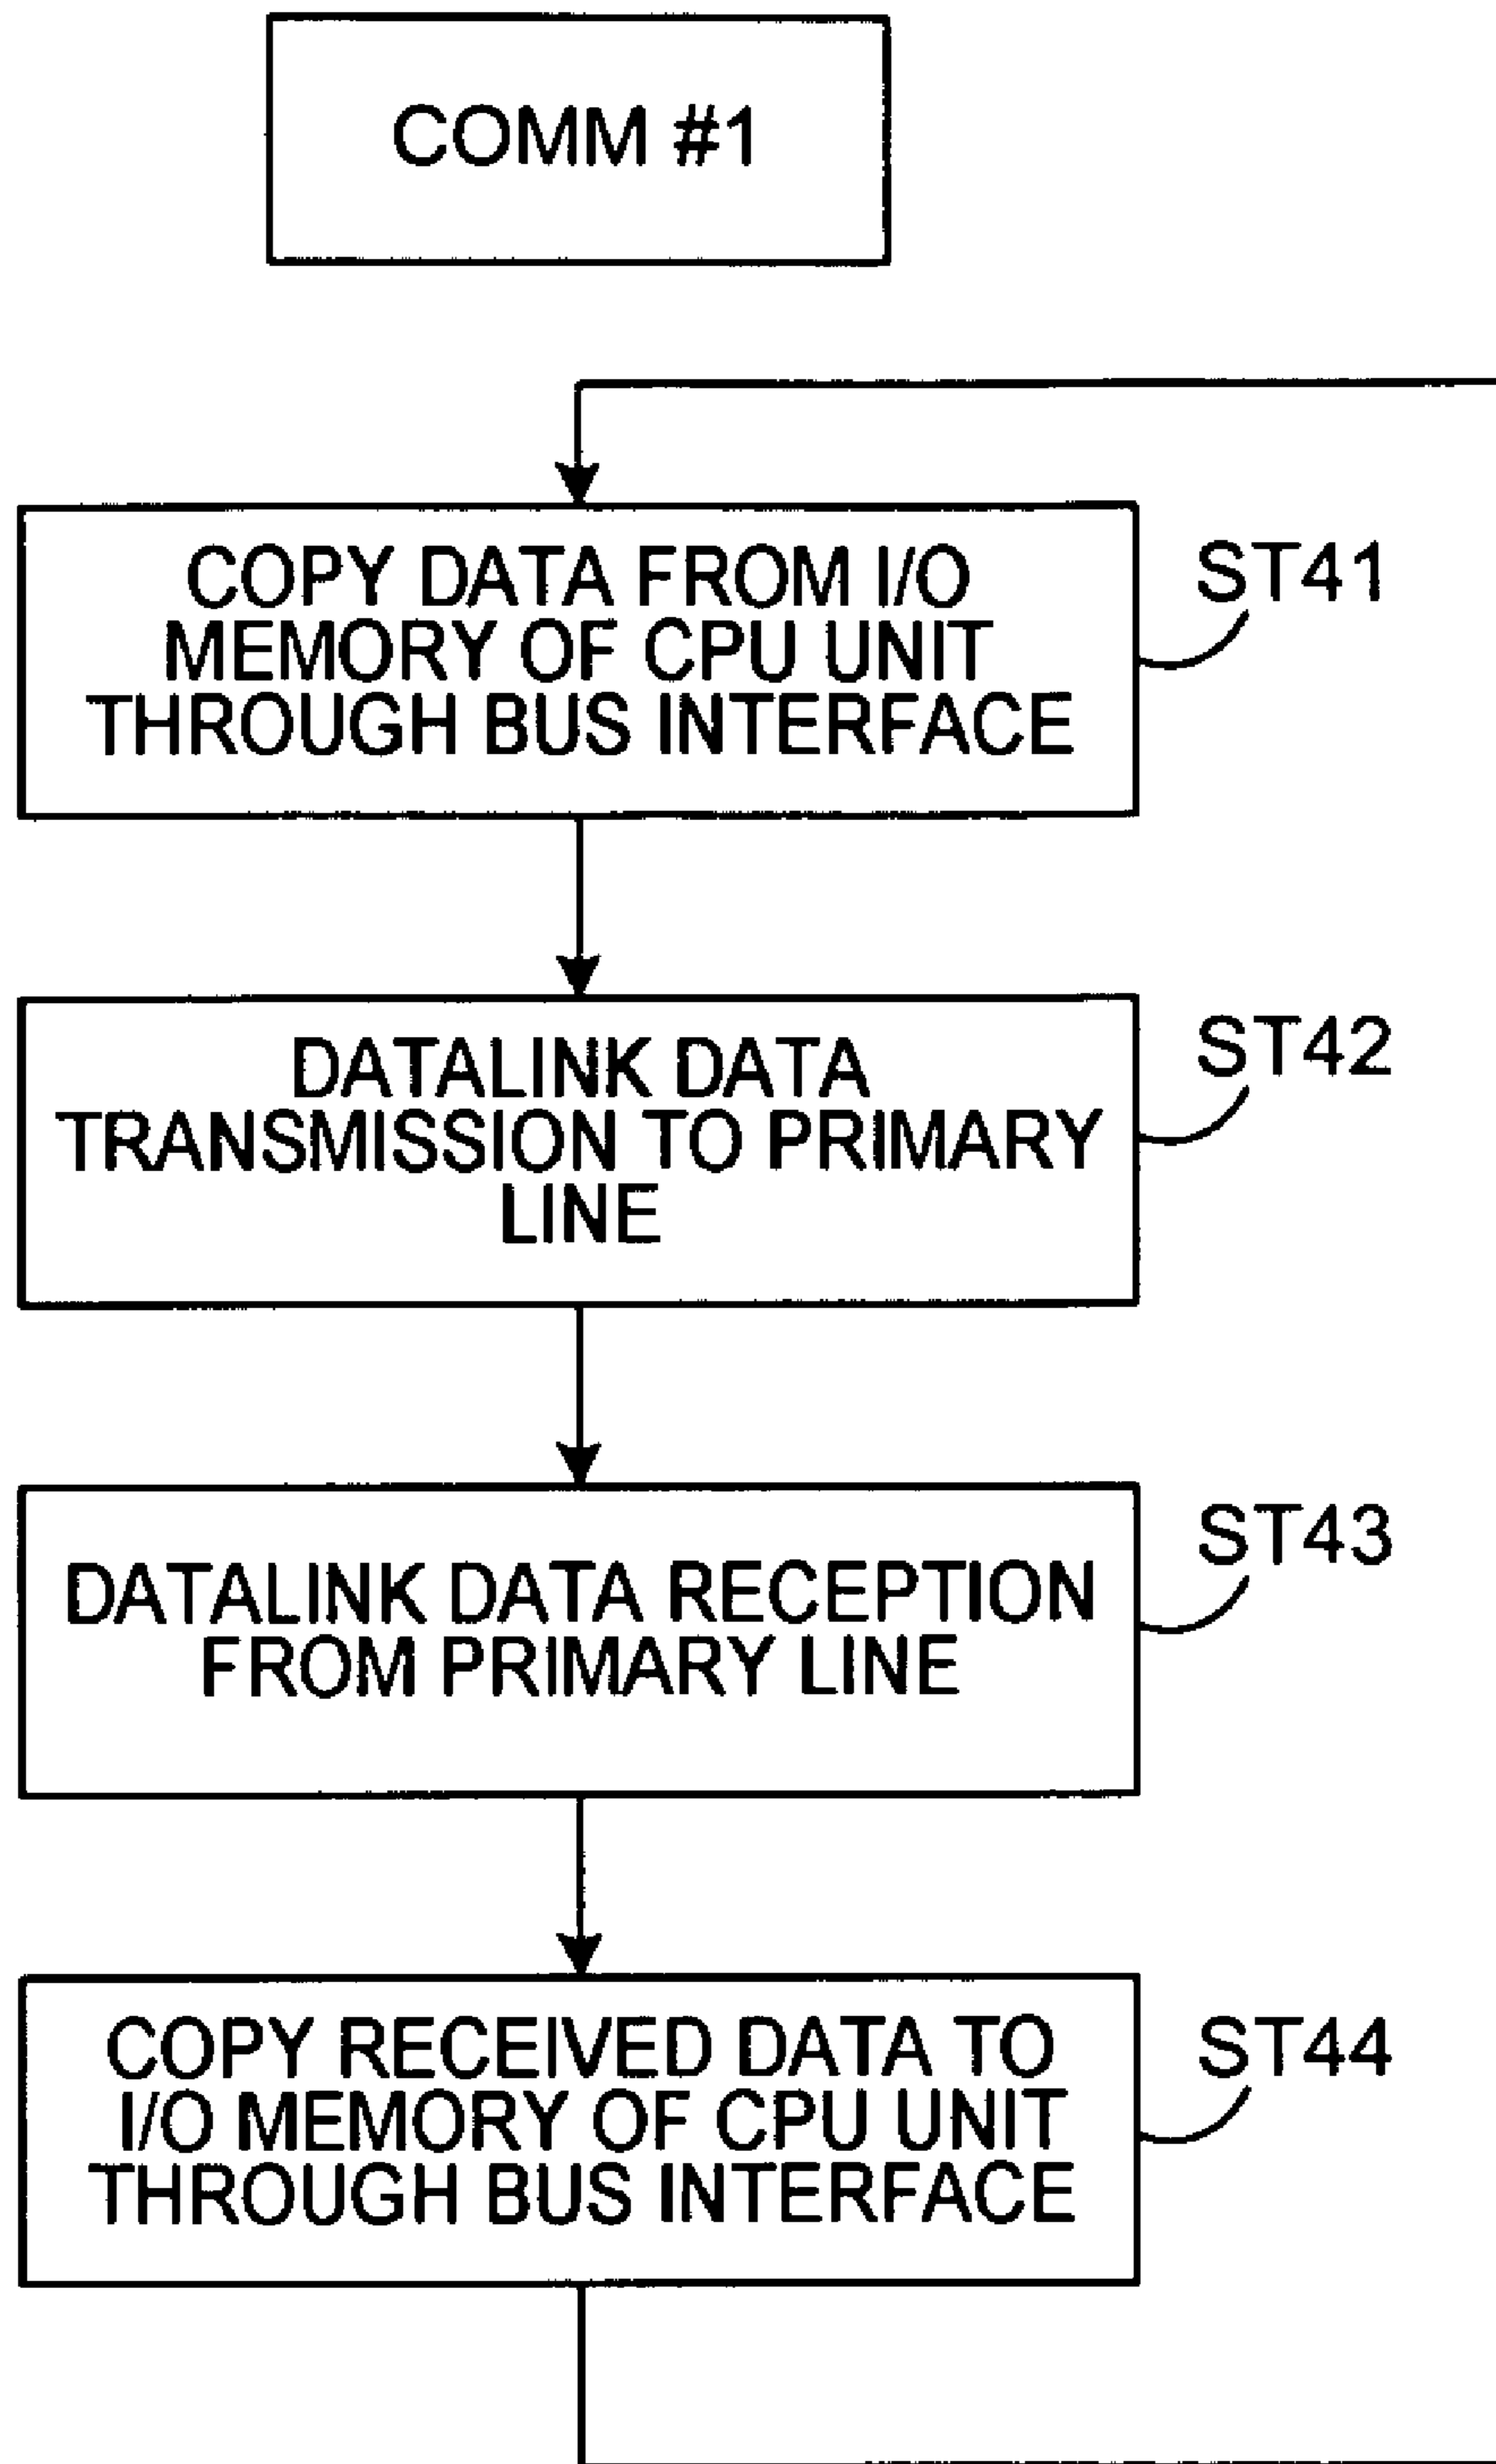 COMM #1
COPY DATA FROM I/O
MEMORY OF CPU UNIT
THROUGH BUS INTERFACE
ST41
DATALINK DATA
TRANSMISSION TO PRIMARY
LINE
ST42
DATALINK DATA RECEPTION
FROM PRIMARY LINE
ST43
COPY RECEIVED DATA TO
I/O MEMORY OF CPU UNIT
THROUGH BUS INTERFACE
ST44